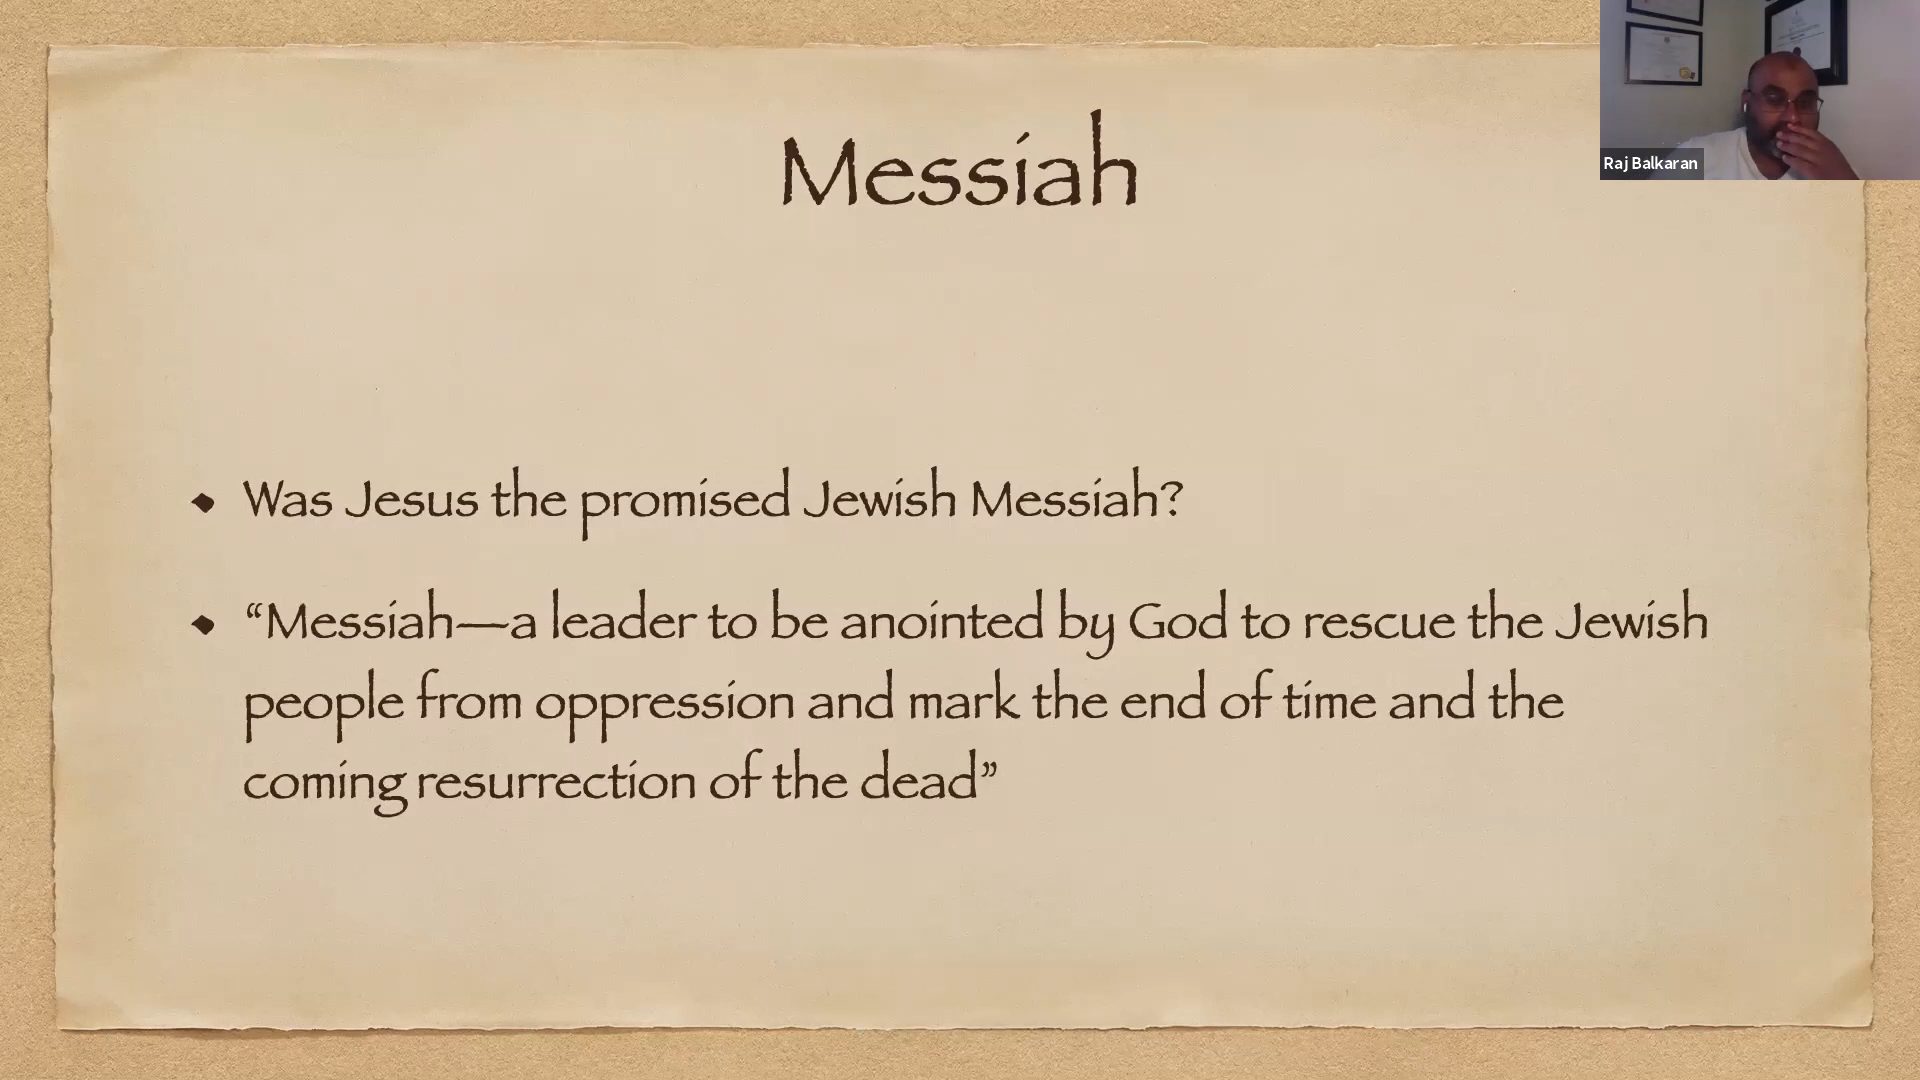 Messiah
Raj Balkaran
Was Jesus the promised Jewish Messiah?
“Messiah—a leader to be anointed by God to rescue the Jewish
people from oppression and mark the end of time and the
coming resurrection of the dead”